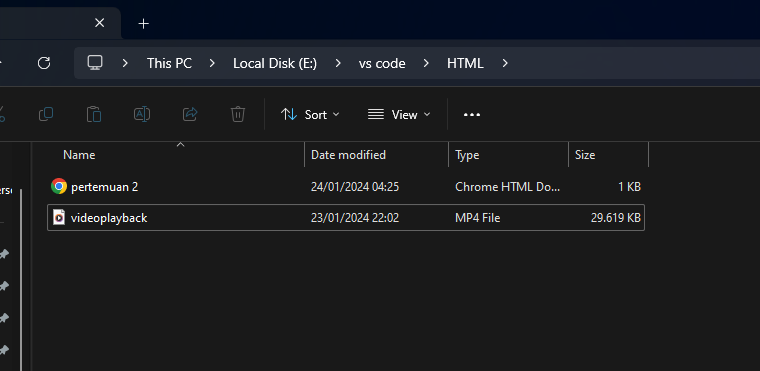 This PC > Local Disk (E:) > vs code > HTML >
Sort View
Name Date modified Type Size
pertemuan 2 24/01/2024 04:25 Chrome HTML Do... 1 KB
videoplayback 23/01/2024 22:02 MP4 File 29.619 KB